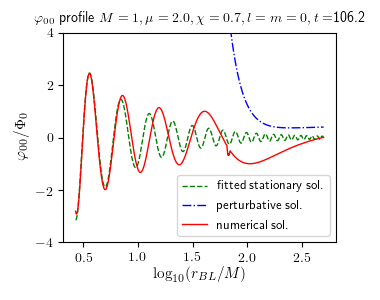 φ₀₀ profile M = 1, μ = 2.0, χ = 0.7, l = m = 0, t =106.2
φ₀₀/Φ₀
4
2
0
−2
−4
fitted stationary sol.
perturbative sol.
numerical sol.
0.5 1.0 1.5 2.0 2.5
log₁₀(r_BL/M)